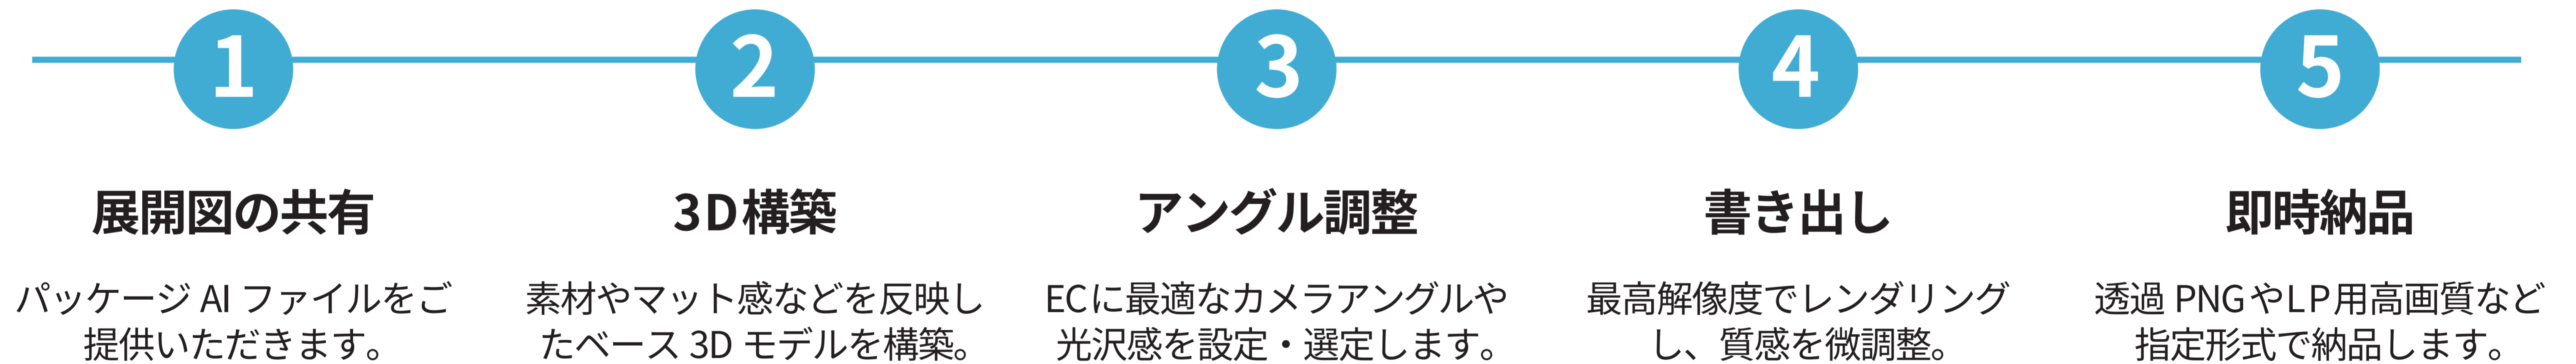 1
2
3
4
5
展開図の共有
パッケージ AI ファイルをご
提供いただきます。
3D構築
素材やマット感などを反映し
たベース 3D モデルを構築。
アングル調整
ECに最適なカメラアングルや
光沢感を設定・選定します。
書き出し
最高解像度でレンダリング
し、質感を微調整。
即時納品
透過 PNGやLP用高画質など
指定形式で納品します。